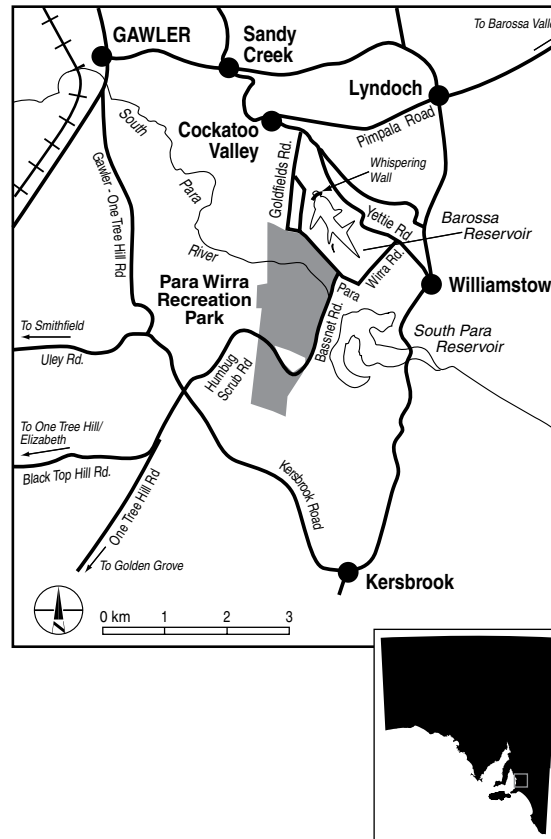 To Barossa Valle
GAWLER
Sandy
Creek
Lyndoch
South
Para
River
Cockatoo
Valley
Pimpala Road
Goldfields Rd.
Whispering
Wall
Gawler - One Tree Hill Rd
Yettie Rd
Barossa
Reservoir
Para
Wirra Rd.
Williamstow
Para Wirra
Recreation
Park
Bassnet Rd.
South Para
Reservoir
To Smithfield
Uley Rd.
Humbug
Scrub Rd
To One Tree Hill/
Elizabeth
Black Top Hill Rd.
One Tree Hill Rd
Kersbrook Road
To Golden Grove
Kersbrook
N
0 km 1 2 3